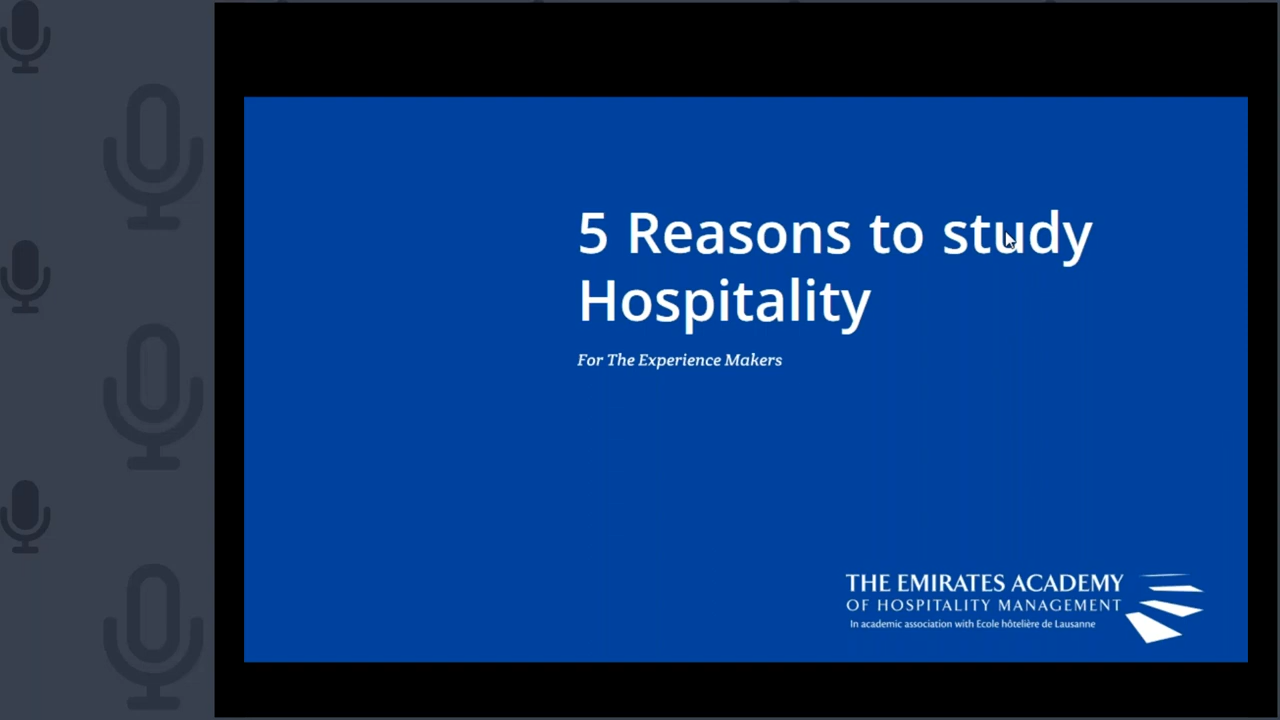 5 Reasons to study
Hospitality
For The Experience Makers
THE EMIRATES ACADEMY
OF HOSPITALITY MANAGEMENT
In academic association with Ecole hôtelière de Lausanne